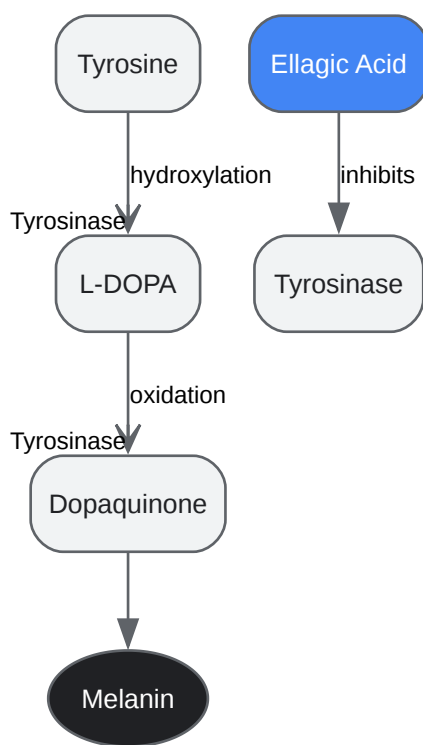 Tyrosine
Ellagic Acid
hydroxylation
inhibits
Tyrosinase
L-DOPA
Tyrosinase
oxidation
Tyrosinase
Dopaquinone
Melanin